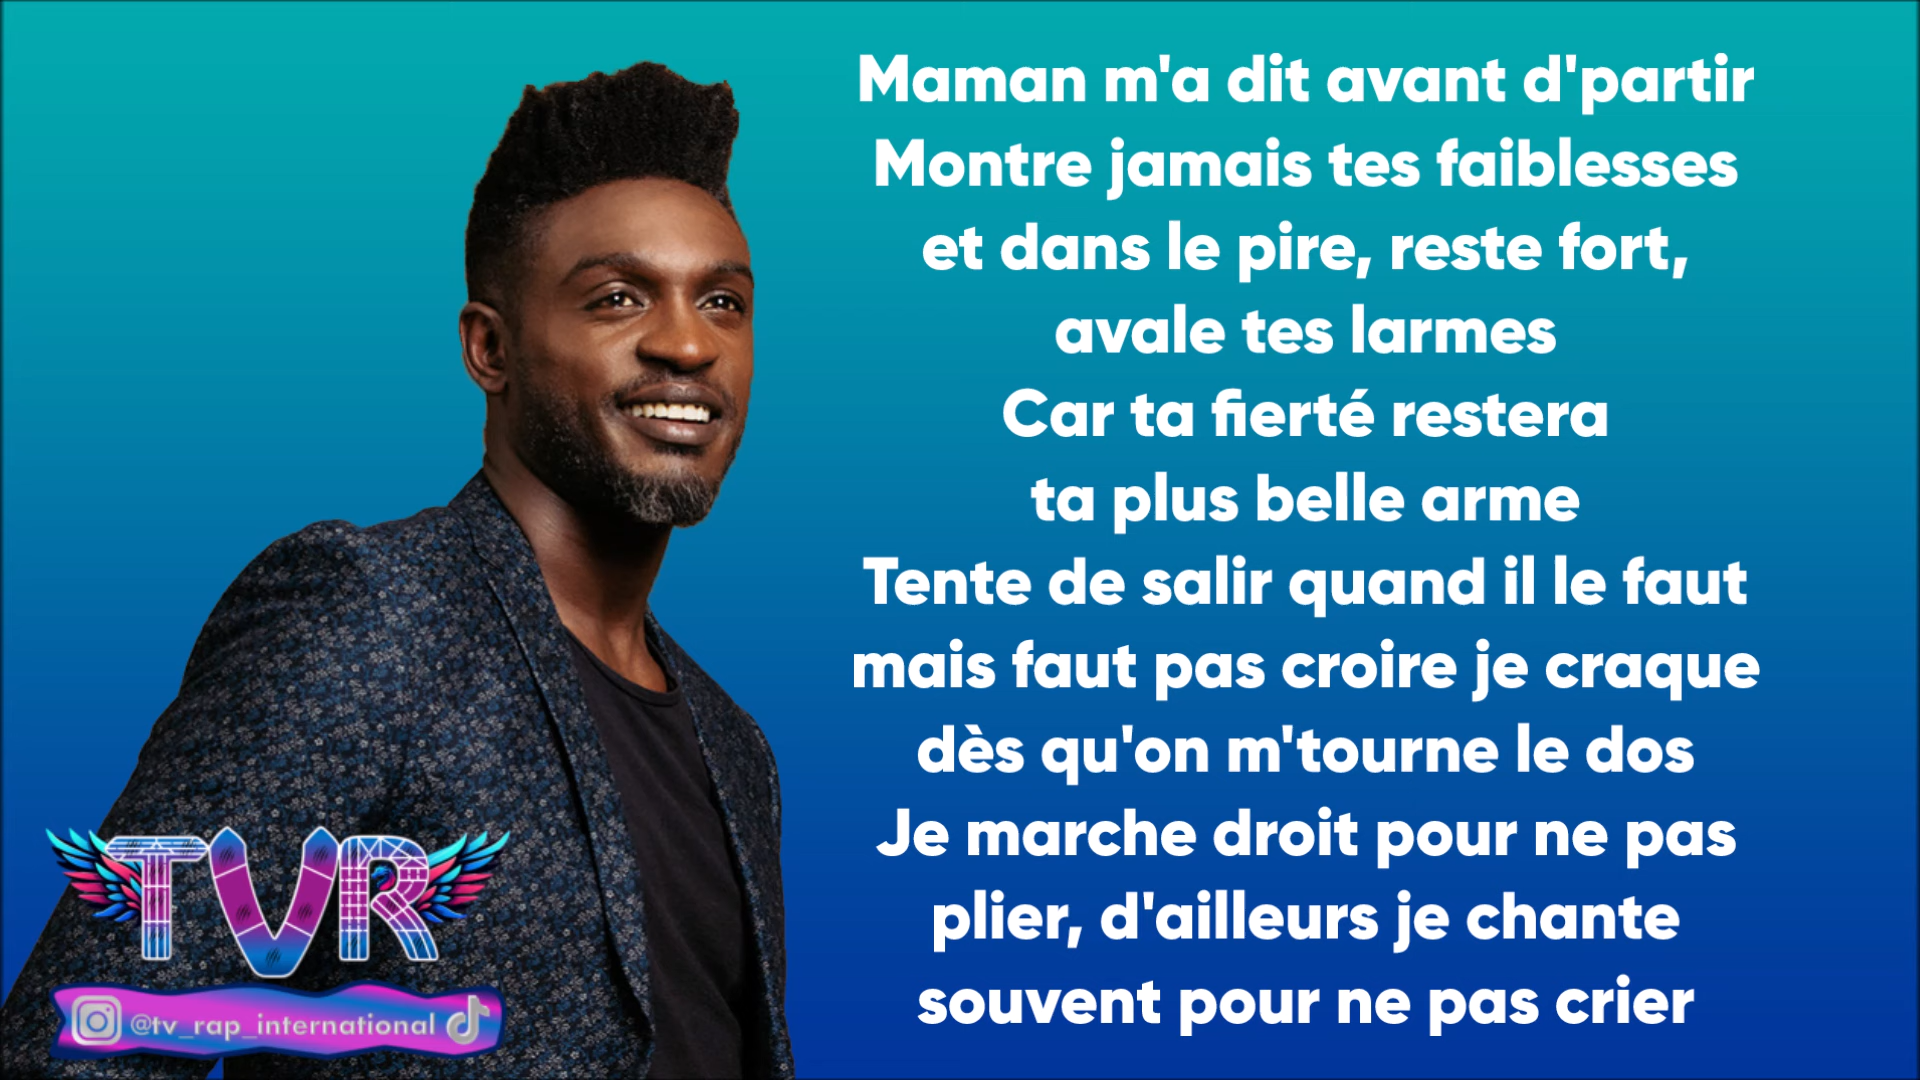 Maman m'a dit avant d'partir
Montre jamais tes faiblesses
et dans le pire, reste fort,
avale tes larmes
Car ta fierté restera
ta plus belle arme
Tente de salir quand il le faut
mais faut pas croire je craque
dès qu'on m'tourne le dos
Je marche droit pour ne pas
plier, d'ailleurs je chante
souvent pour ne pas crier
TVR
@tv_rap_international